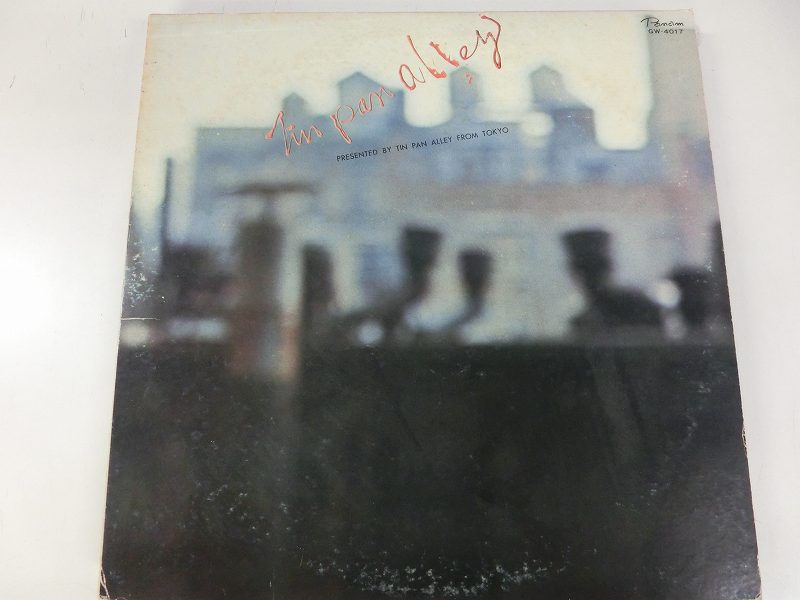 Tin pan alley
PRESENTED BY TIN PAN ALLEY FROM TOKYO
Panam
GW-4017